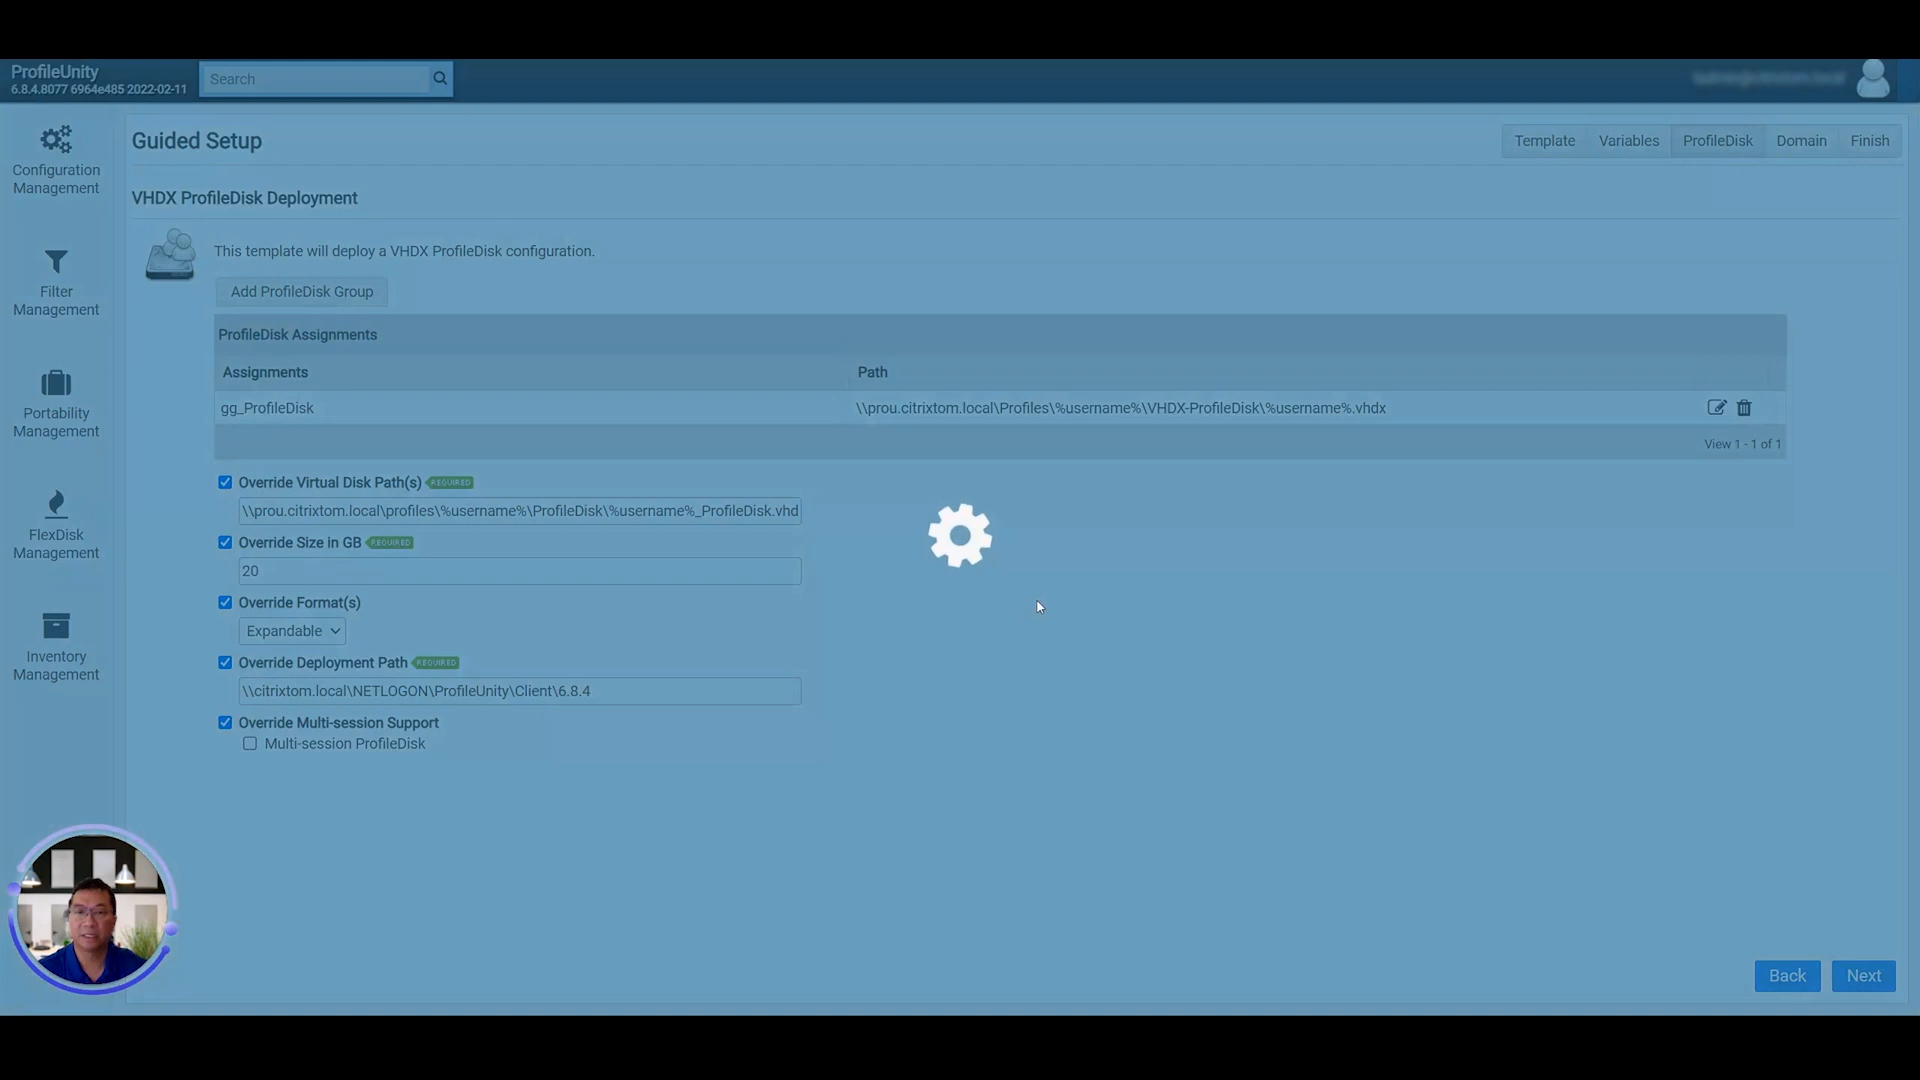 ProfileUnity
6.8.4.8077 6964e485 2022-02-11
Search
Configuration
Management
Filter
Management
Portability
Management
FlexDisk
Management
Inventory
Management
Guided Setup
Template
Variables
ProfileDisk
Domain
Finish
VHDX ProfileDisk Deployment
This template will deploy a VHDX ProfileDisk configuration.
Add ProfileDisk Group
ProfileDisk Assignments
Assignments
Path
gg_ProfileDisk
\\prou.citrixtom.local\Profiles\%username%\VHDX-ProfileDisk\%username%.vhdx
View 1 - 1 of 1
Override Virtual Disk Path(s) REQUIRED
\\prou.citrixtom.local\profiles\%username%\ProfileDisk\%username%_ProfileDisk.vhd
Override Size in GB REQUIRED
20
Override Format(s)
Expandable
Override Deployment Path REQUIRED
\\citrixtom.local\NETLOGON\ProfileUnity\Client\6.8.4
Override Multi-session Support
Multi-session ProfileDisk
Back
Next